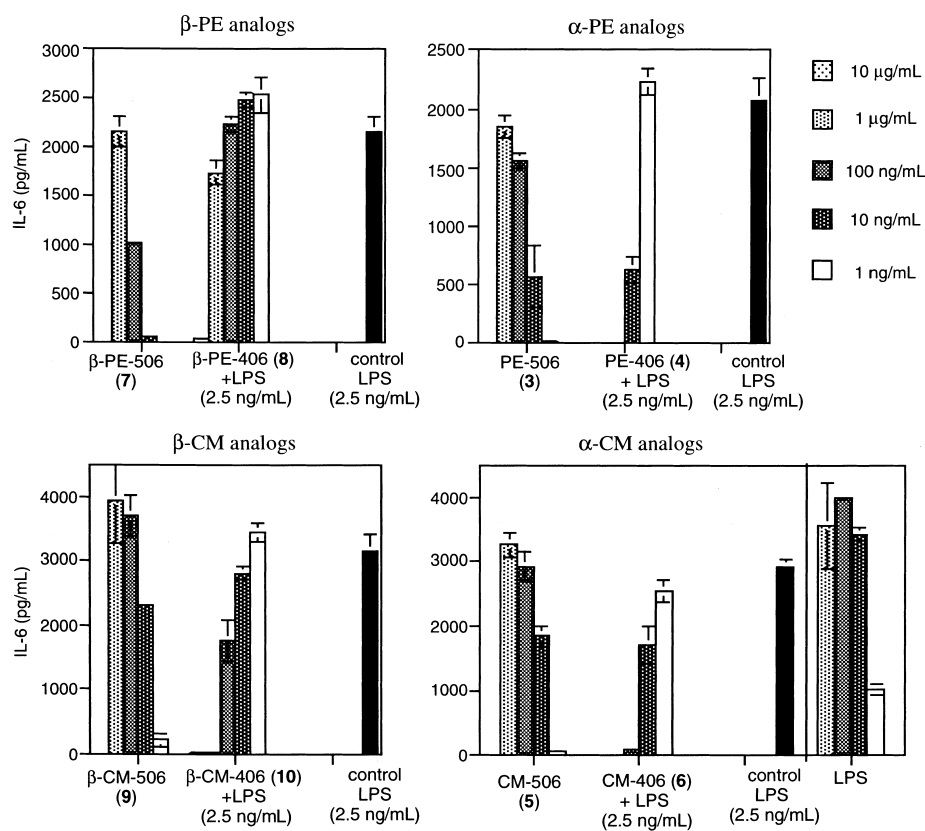 β-PE analogs
IL-6 (pg/mL)
3000
2500
2000
1500
1000
500
0
β-PE-506
(7)
β-PE-406 (8)
+LPS
(2.5 ng/mL)
control
LPS
(2.5 ng/mL)
α-PE analogs
2500
2000
1500
1000
500
0
PE-506
(3)
PE-406 (4)
+ LPS
(2.5 ng/mL)
control
LPS
(2.5 ng/mL)
10 µg/mL
1 µg/mL
100 ng/mL
10 ng/mL
1 ng/mL
β-CM analogs
IL-6 (pg/mL)
4000
3000
2000
1000
0
β-CM-506
(9)
β-CM-406 (10)
+LPS
(2.5 ng/mL)
control
LPS
(2.5 ng/mL)
α-CM analogs
4000
3000
2000
1000
0
CM-506
(5)
CM-406 (6)
+ LPS
(2.5 ng/mL)
control
LPS
(2.5 ng/mL)
LPS